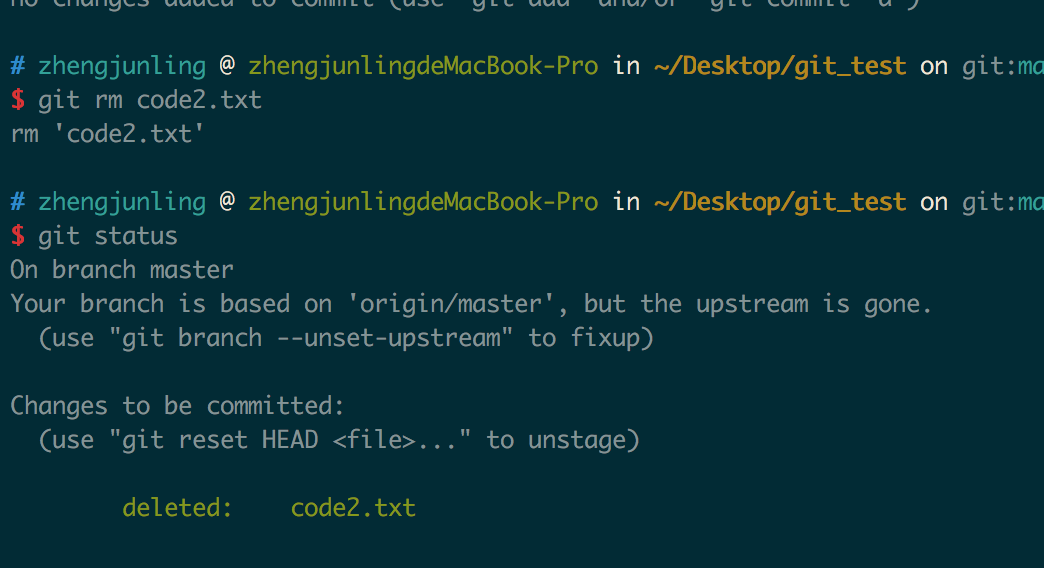 no changes added to commit (use "git add" and/or "git commit -a")
# zhengjunling @ zhengjunlingdeMacBook-Pro in ~/Desktop/git_test on git:ma
$ git rm code2.txt
rm 'code2.txt'
# zhengjunling @ zhengjunlingdeMacBook-Pro in ~/Desktop/git_test on git:ma
$ git status
On branch master
Your branch is based on 'origin/master', but the upstream is gone.
(use "git branch --unset-upstream" to fixup)
Changes to be committed:
(use "git reset HEAD <file>..." to unstage)
deleted: code2.txt